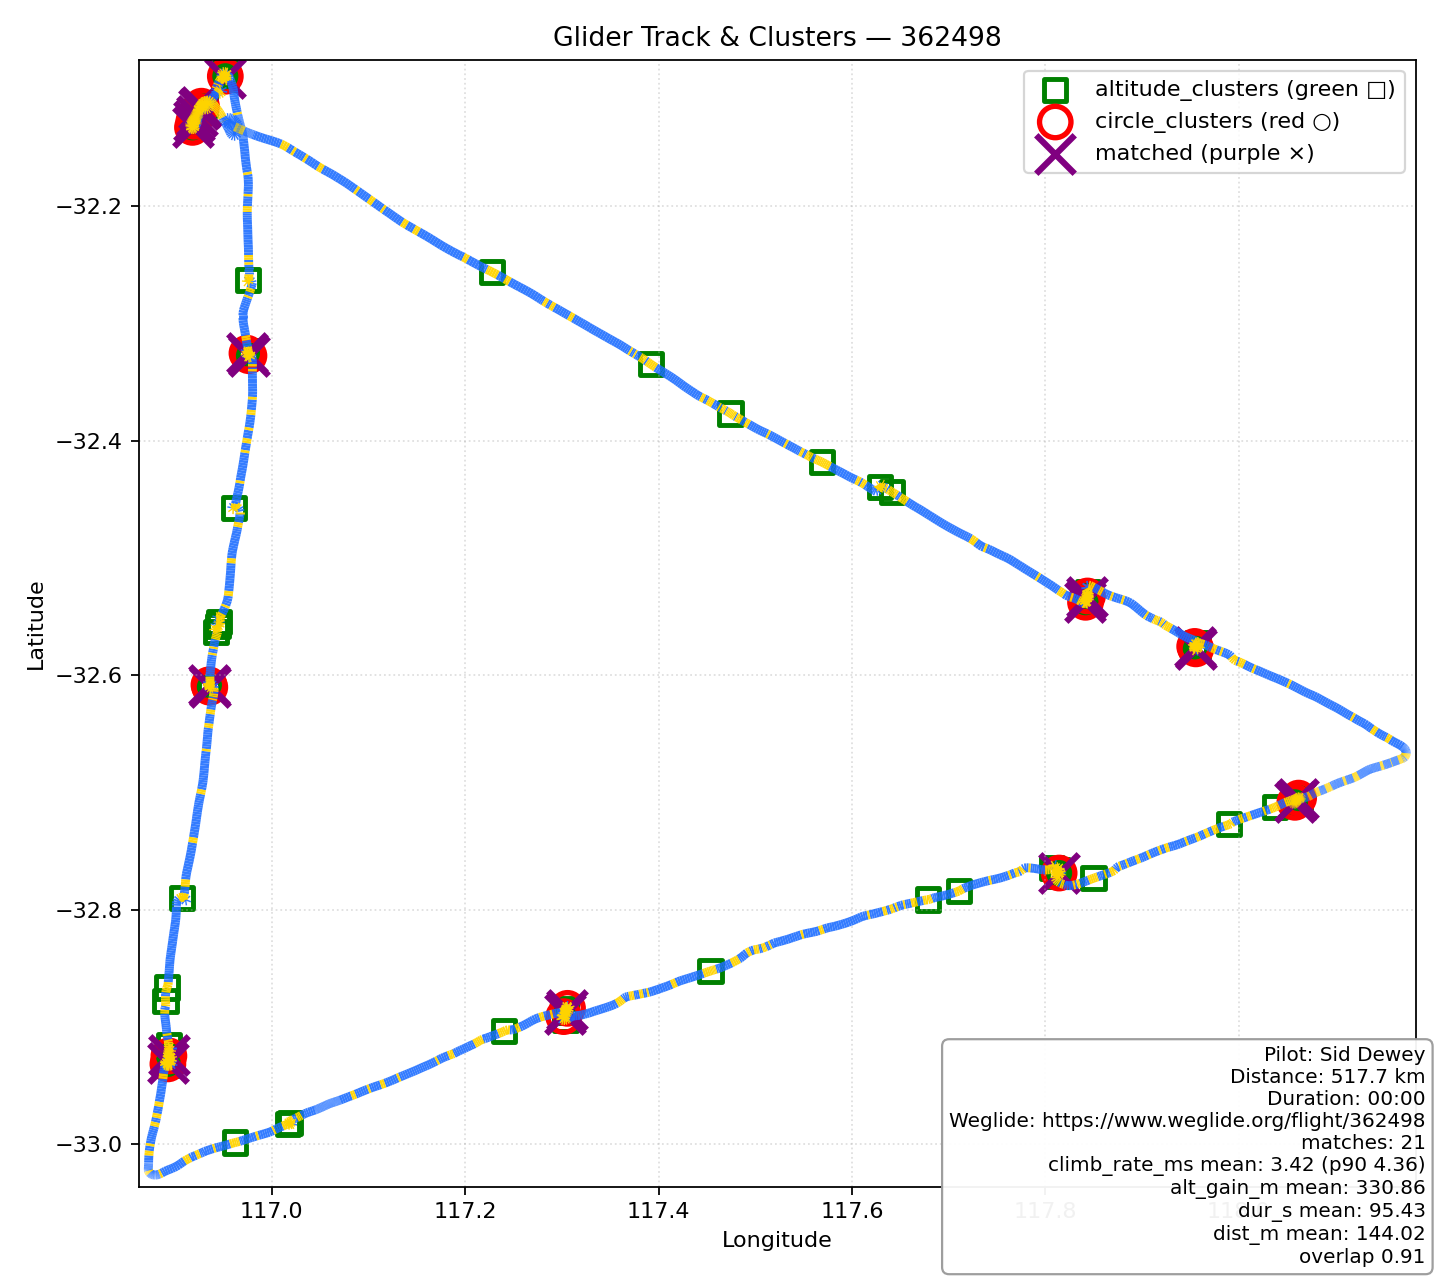 Glider Track & Clusters — 362498
altitude_clusters (green □)
circle_clusters (red ○)
matched (purple ×)
Latitude
−32.2
−32.4
−32.6
−32.8
−33.0
117.0
117.2
117.4
117.6
117.8
Longitude
Pilot: Sid Dewey
Distance: 517.7 km
Duration: 00:00
Weglide: https://www.weglide.org/flight/362498
matches: 21
climb_rate_ms mean: 3.42 (p90 4.36)
alt_gain_m mean: 330.86
dur_s mean: 95.43
dist_m mean: 144.02
overlap 0.91